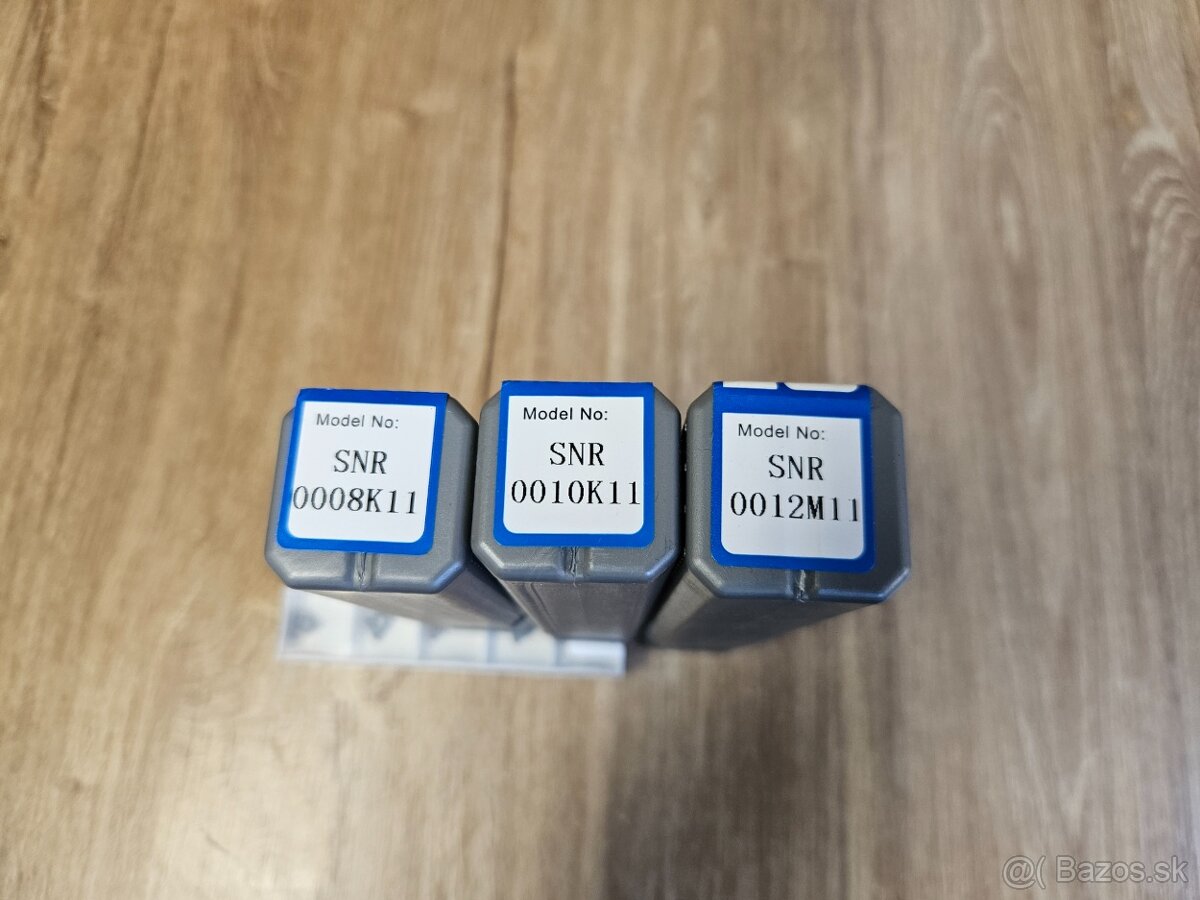 Model No:
SNR
0008K11
Model No:
SNR
0010K11
Model No:
SNR
0012M11
@( Bazos.sk